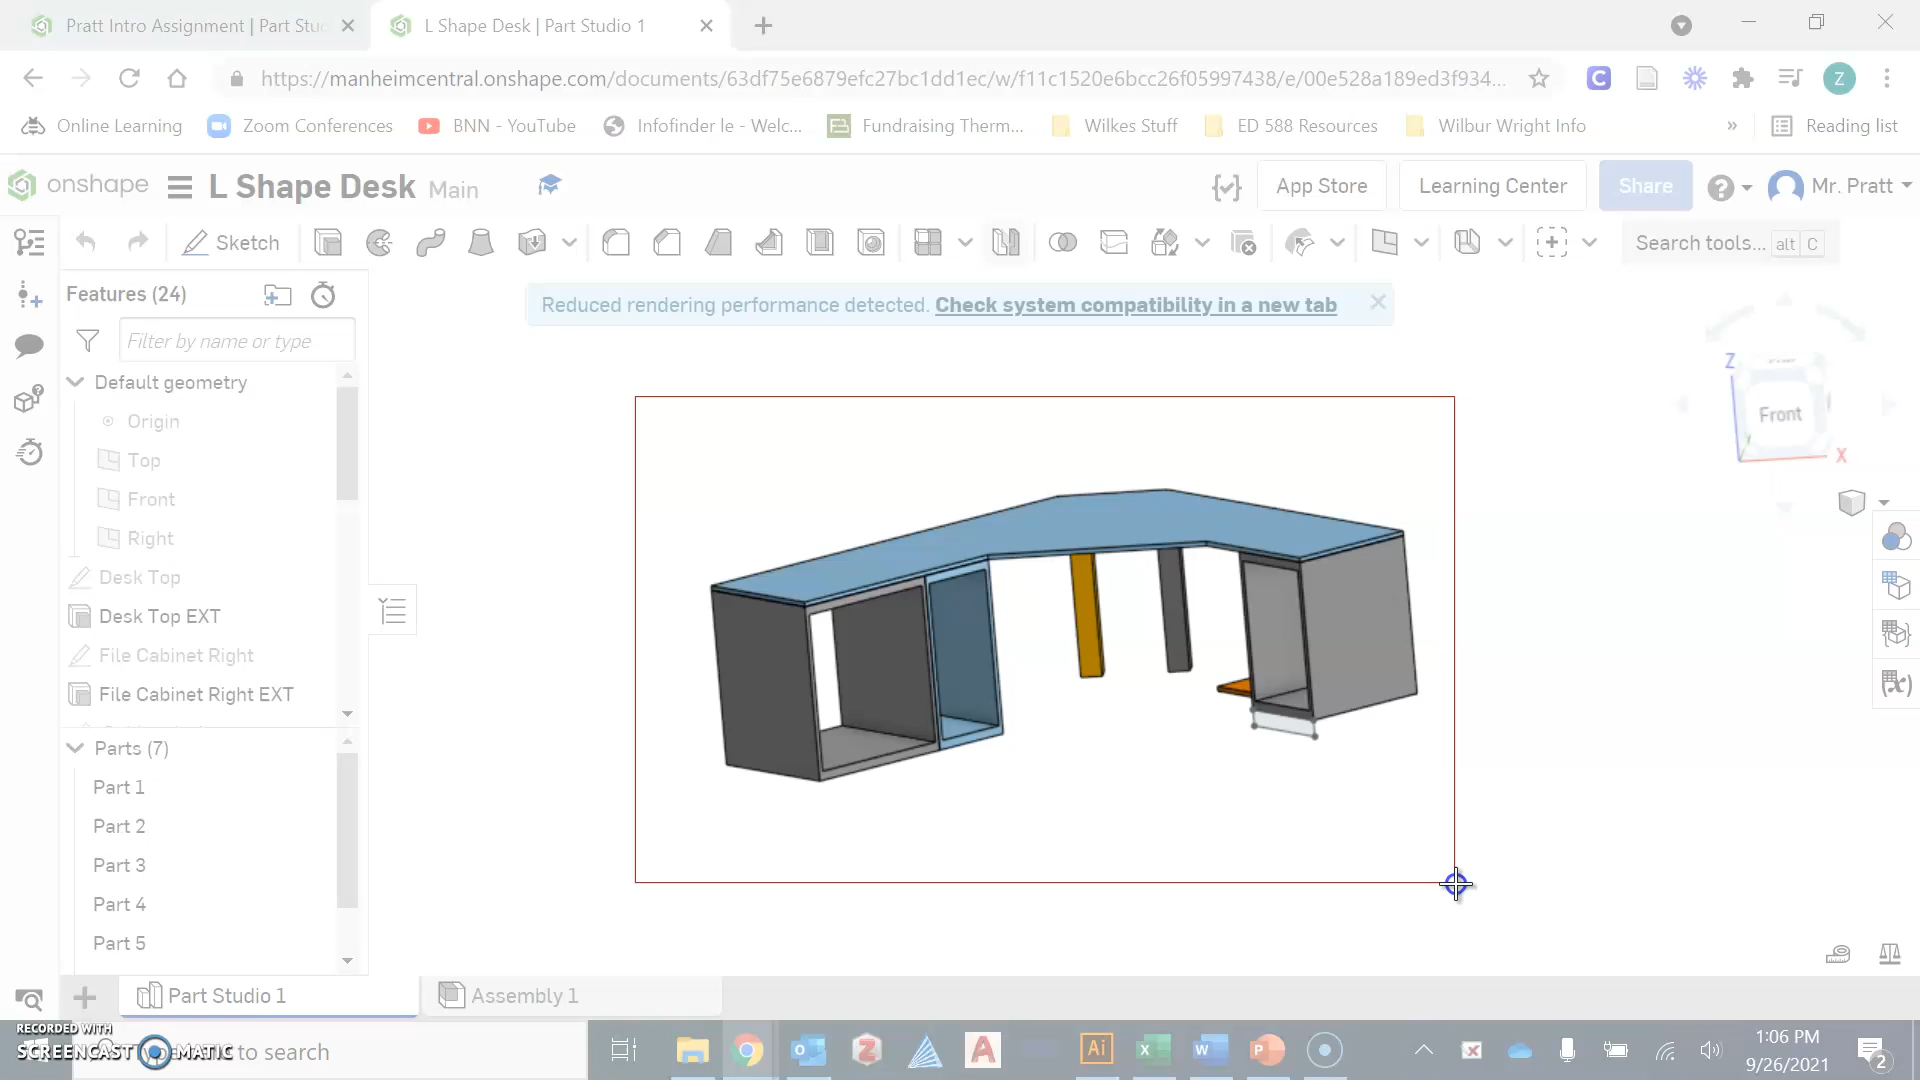 Pratt Intro Assignment | Part Stu
L Shape Desk | Part Studio 1
https://manheimcentral.onshape.com/documents/63df75e6879efc27bc1dd1ec/w/f11c1520e6bcc26f05997438/e/00e528a189ed3f934...
C
Z
Online Learning
Zoom Conferences
BNN - YouTube
Infofinder le - Welc...
Fundraising Therm...
Wilkes Stuff
ED 588 Resources
Wilbur Wright Info
»
Reading list
onshape
L Shape Desk Main
App Store
Learning Center
Share
Mr. Pratt
Sketch
Search tools... alt C
Features (24)
Reduced rendering performance detected. Check system compatibility in a new tab
Filter by name or type
Default geometry
Origin
Top
Front
Right
Desk Top
Desk Top EXT
File Cabinet Right
File Cabinet Right EXT
Z
Front
X
Parts (7)
Part 1
Part 2
Part 3
Part 4
Part 5
Part Studio 1
Assembly 1
RECORDED WITH
SCREENCAST MATIC
to search
Ai
1:06 PM
9/26/2021
2